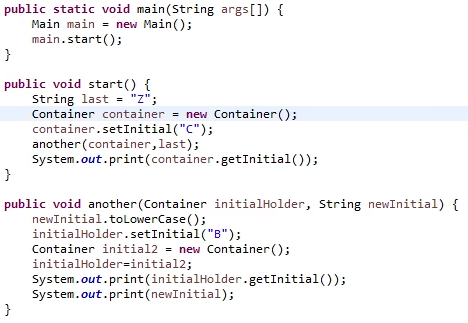 public static void main(String args[]) {
    Main main = new Main();
    main.start();
}

public void start() {
    String last = "Z";
    Container container = new Container();
    container.setInitial("C");
    another(container,last);
    System.out.print(container.getInitial());
}

public void another(Container initialHolder, String newInitial) {
    newInitial.toLowerCase();
    initialHolder.setInitial("B");
    Container initial2 = new Container();
    initialHolder=initial2;
    System.out.print(initialHolder.getInitial());
    System.out.print(newInitial);
}